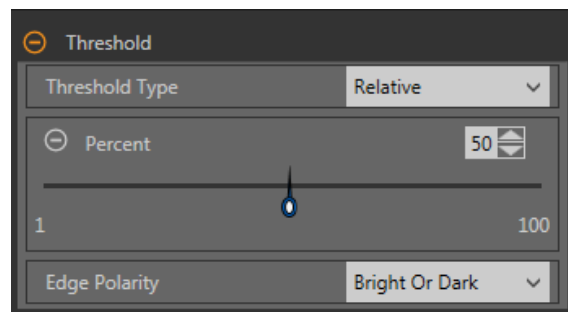 Threshold
Threshold Type Relative
Percent 50
1 100
Edge Polarity Bright Or Dark